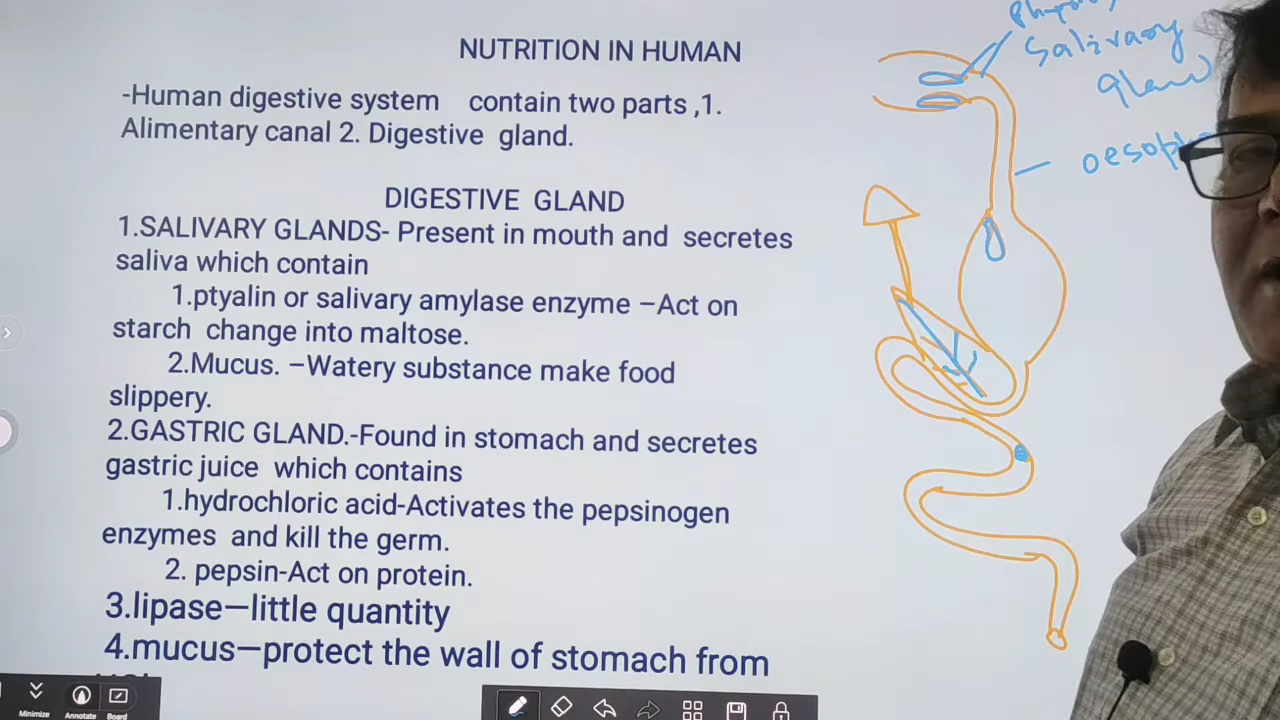 NUTRITION IN HUMAN
-Human digestive system contain two parts ,1.
Alimentary canal 2. Digestive gland.
DIGESTIVE GLAND
1.SALIVARY GLANDS- Present in mouth and secretes
saliva which contain
1.ptyalin or salivary amylase enzyme –Act on
starch change into maltose.
2.Mucus. –Watery substance make food
slippery.
2.GASTRIC GLAND.-Found in stomach and secretes
gastric juice which contains
1.hydrochloric acid-Activates the pepsinogen
enzymes and kill the germ.
2. pepsin-Act on protein.
3.lipase—little quantity
4.mucus—protect the wall of stomach from
Salivary
gland
Minimize
Annotate
Board